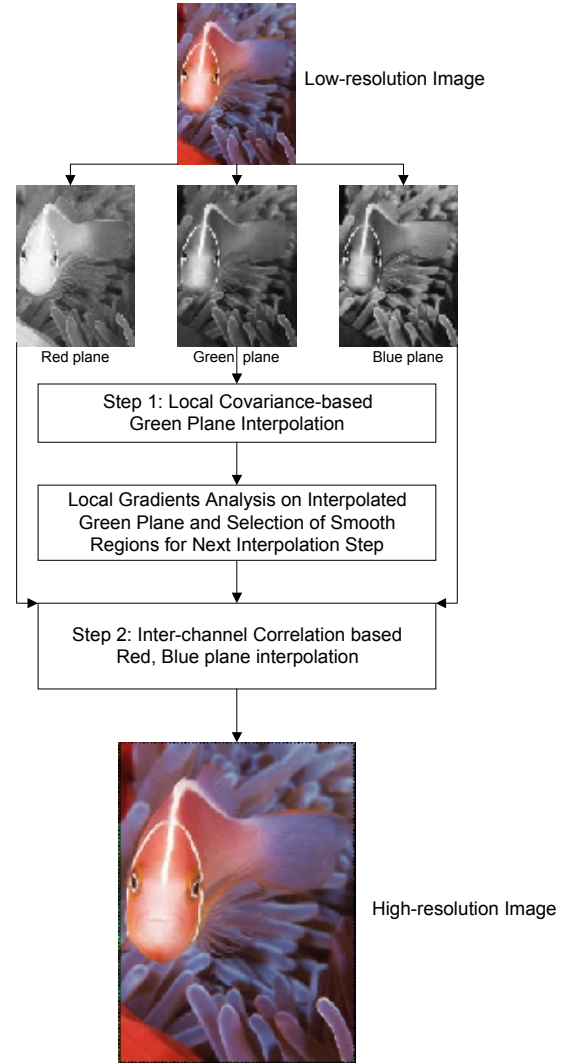 Low-resolution Image
Red plane
Green plane
Blue plane
Step 1: Local Covariance-based
Green Plane Interpolation
Local Gradients Analysis on Interpolated
Green Plane and Selection of Smooth
Regions for Next Interpolation Step
Step 2: Inter-channel Correlation based
Red, Blue plane interpolation
High-resolution Image